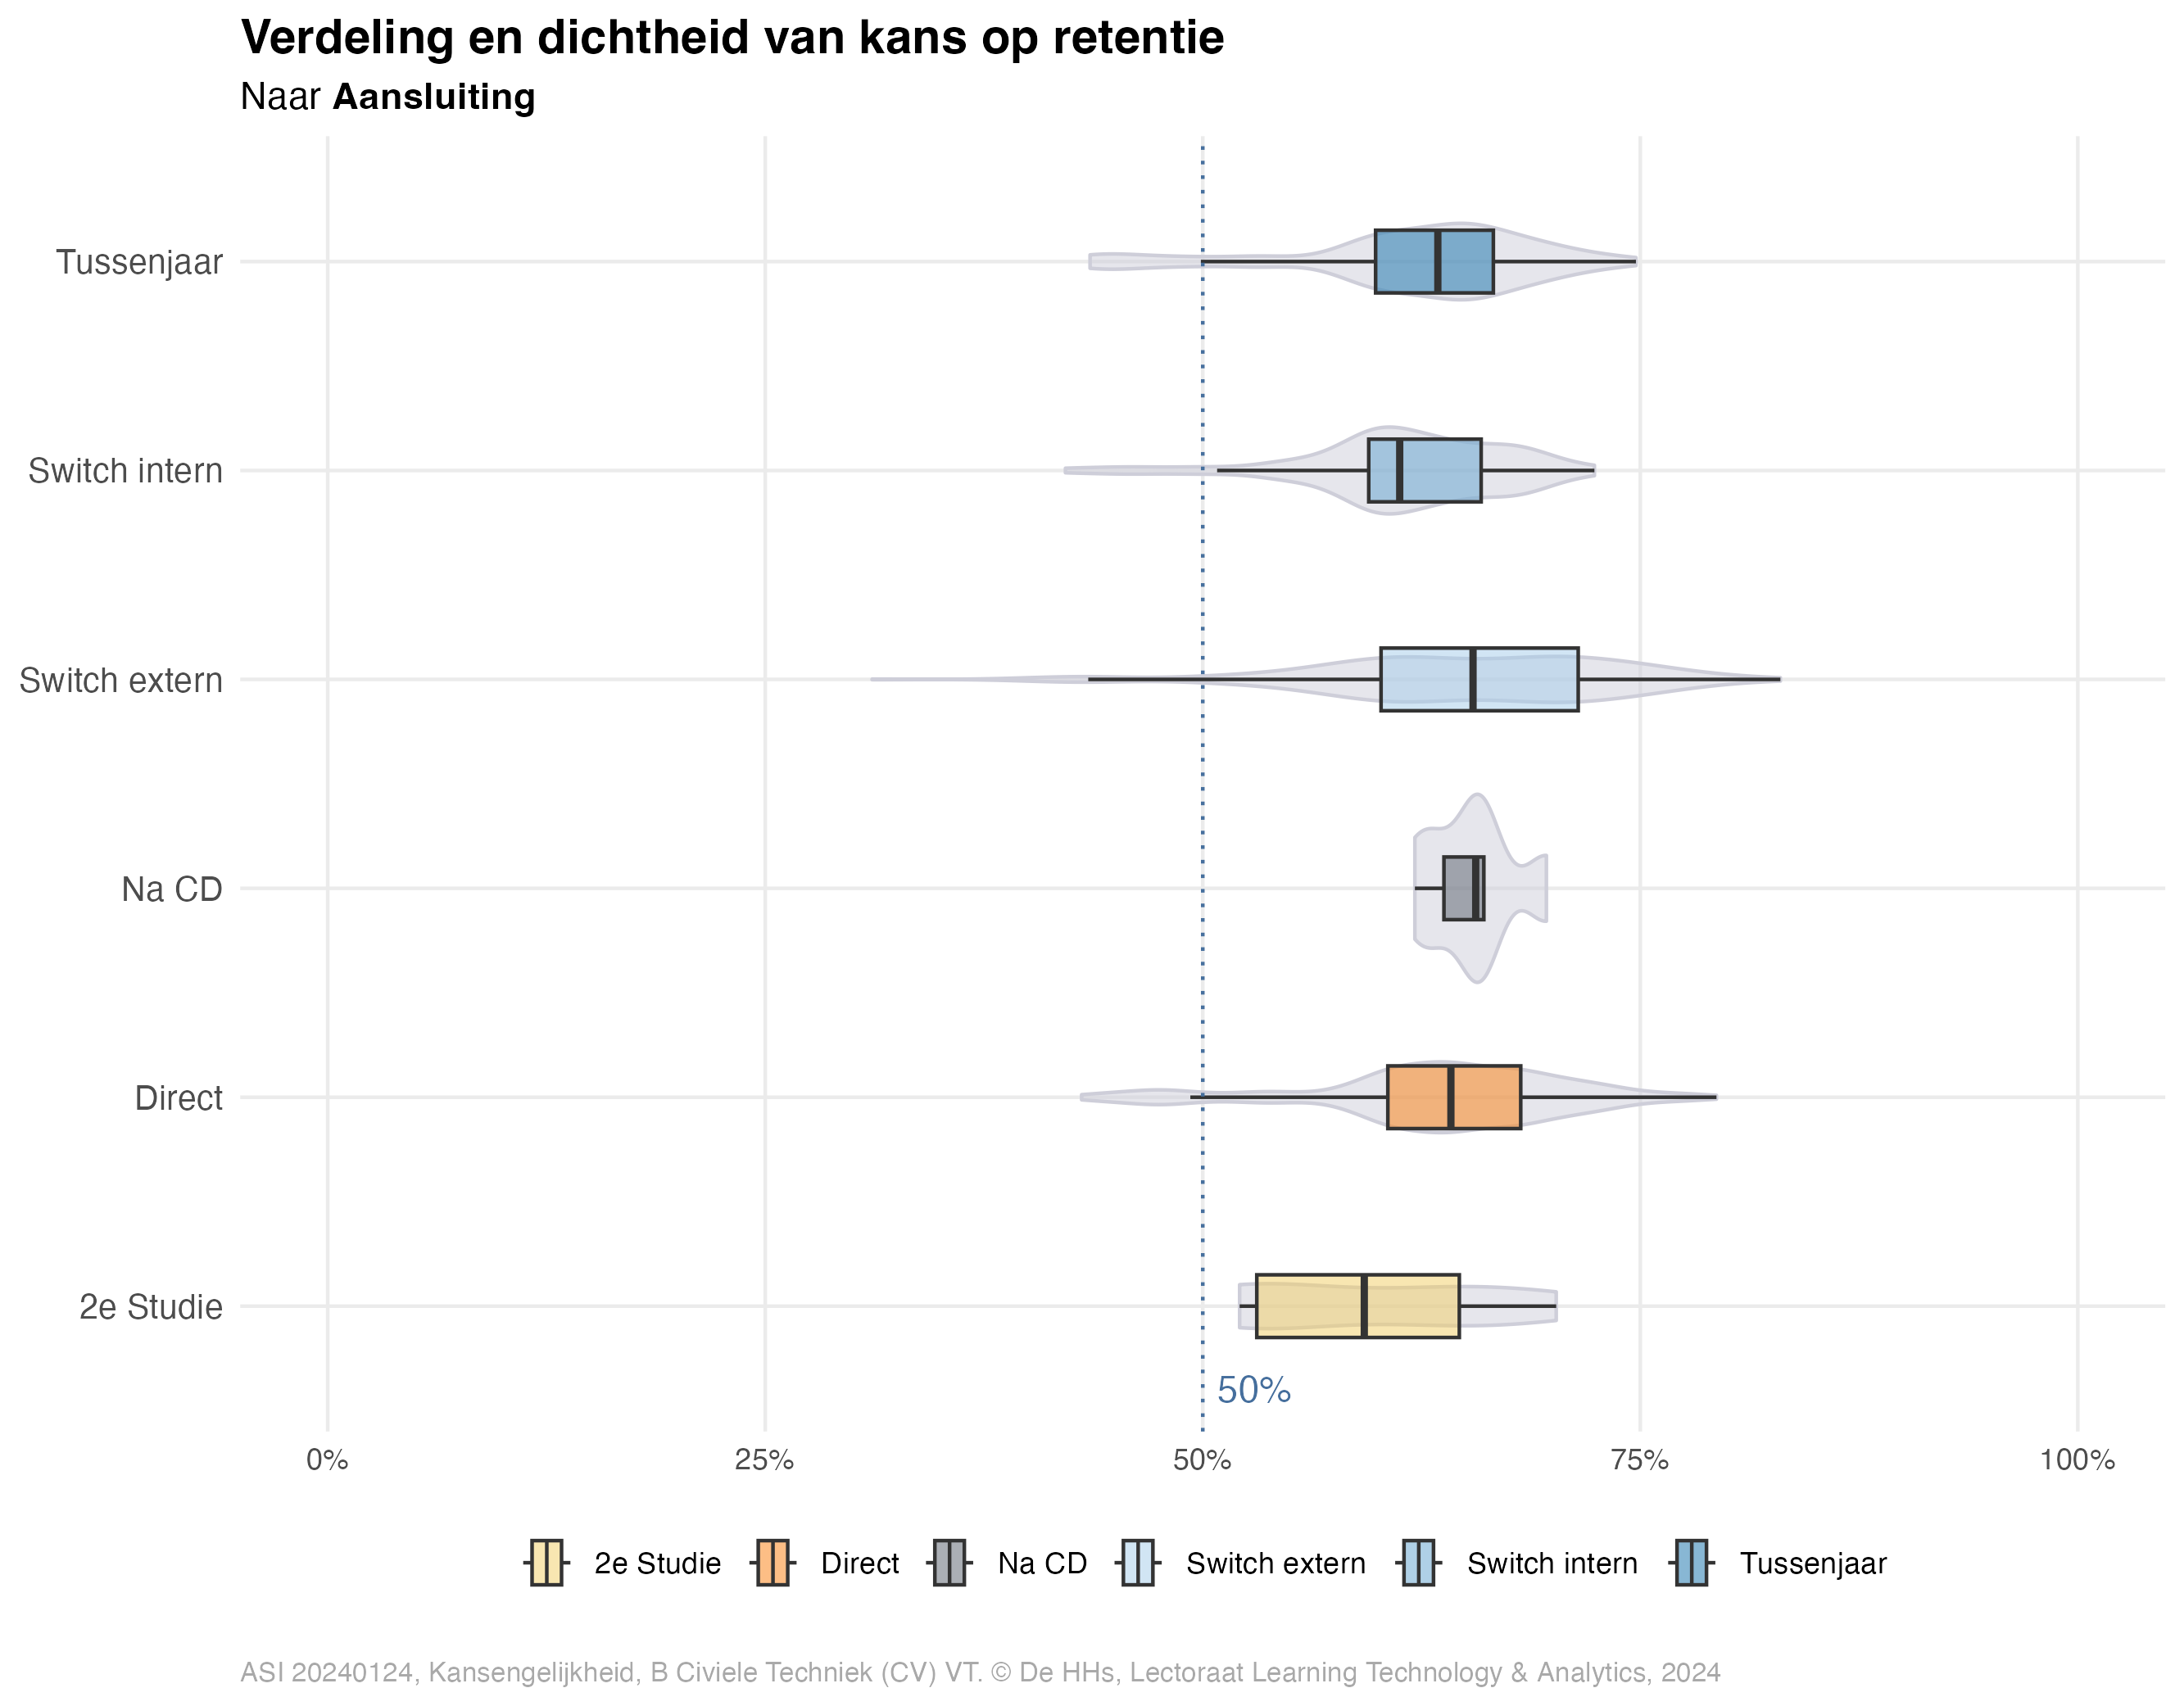 Verdeling en dichtheid van kans op retentie
Naar Aansluiting
Tussenjaar
Switch intern
Switch extern
Na CD
Direct
2e Studie
50%
0% 25% 50% 75% 100%
2e Studie Direct Na CD Switch extern Switch intern Tussenjaar
ASI 20240124, Kansengelijkheid, B Civiele Techniek (CV) VT. © De HHs, Lectoraat Learning Technology & Analytics, 2024